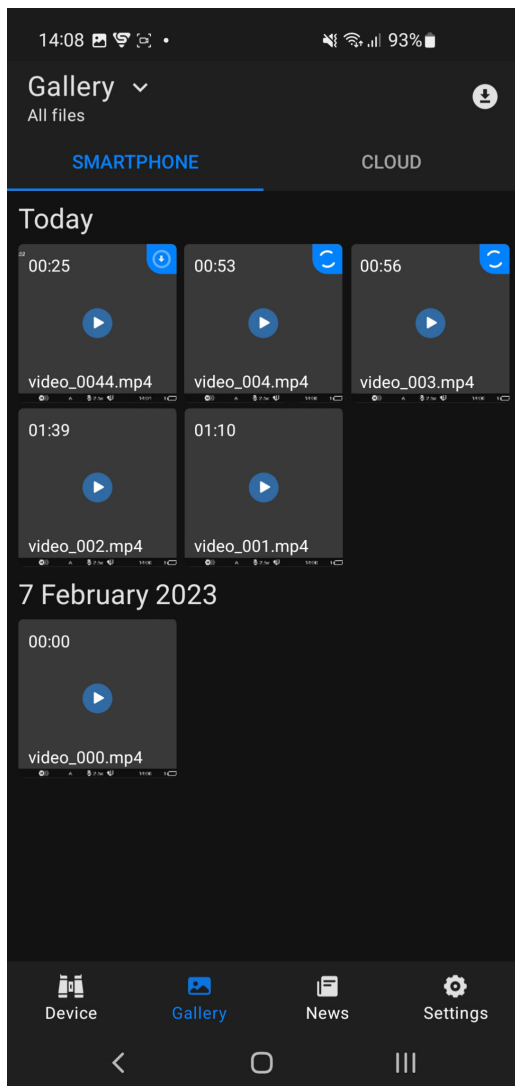 14:08 93%
Gallery
All files
SMARTPHONE CLOUD
Today
00:25 00:53 00:56
video_0044.mp4 video_004.mp4 video_003.mp4
01:39 01:10
video_002.mp4 video_001.mp4
7 February 2023
00:00
video_000.mp4
Device Gallery News Settings